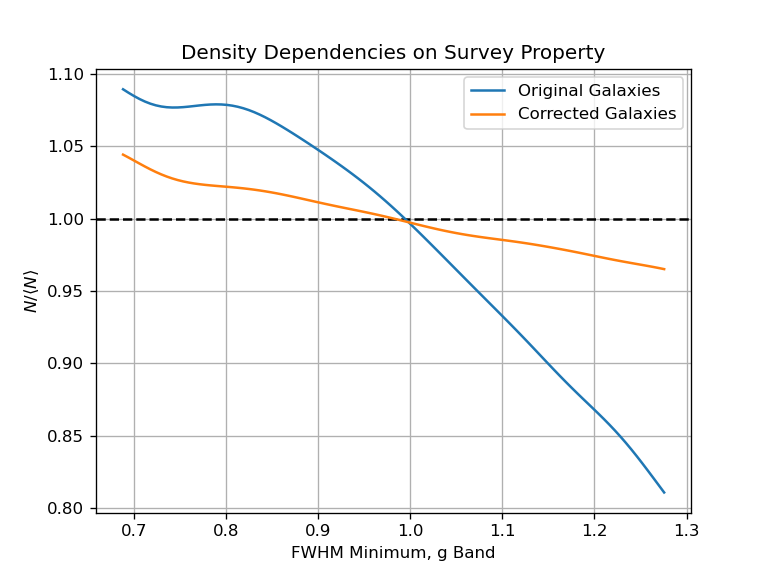 Density Dependencies on Survey Property
Original Galaxies
Corrected Galaxies
N/⟨N⟩
1.10
1.05
1.00
0.95
0.90
0.85
0.80
0.7 0.8 0.9 1.0 1.1 1.2 1.3
FWHM Minimum, g Band